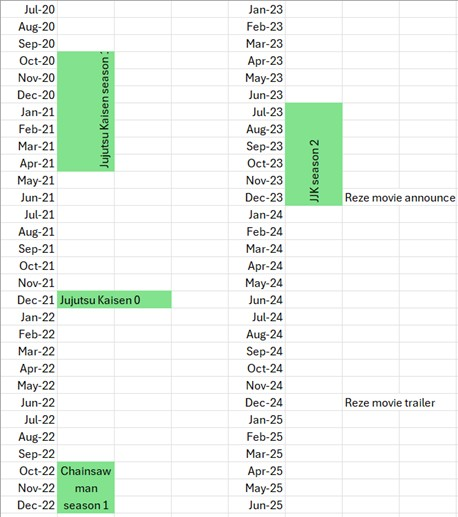 Jul-20 Jan-23
Aug-20 Feb-23
Sep-20 Mar-23
Oct-20 Apr-23
Nov-20 May-23
Dec-20 Jun-23
Jujutsu Kaisen season
Jan-21 Jul-23
Feb-21 Aug-23
Mar-21 Sep-23
Apr-21 Oct-23
JJK season 2
May-21 Nov-23
Jun-21 Dec-23 Reze movie announce
Jul-21 Jan-24
Aug-21 Feb-24
Sep-21 Mar-24
Oct-21 Apr-24
Nov-21 May-24
Dec-21 Jujutsu Kaisen 0 Jun-24
Jan-22 Jul-24
Feb-22 Aug-24
Mar-22 Sep-24
Apr-22 Oct-24
May-22 Nov-24
Jun-22 Dec-24 Reze movie trailer
Jul-22 Jan-25
Aug-22 Feb-25
Sep-22 Mar-25
Oct-22 Chainsaw Apr-25
Nov-22 man May-25
Dec-22 season 1 Jun-25